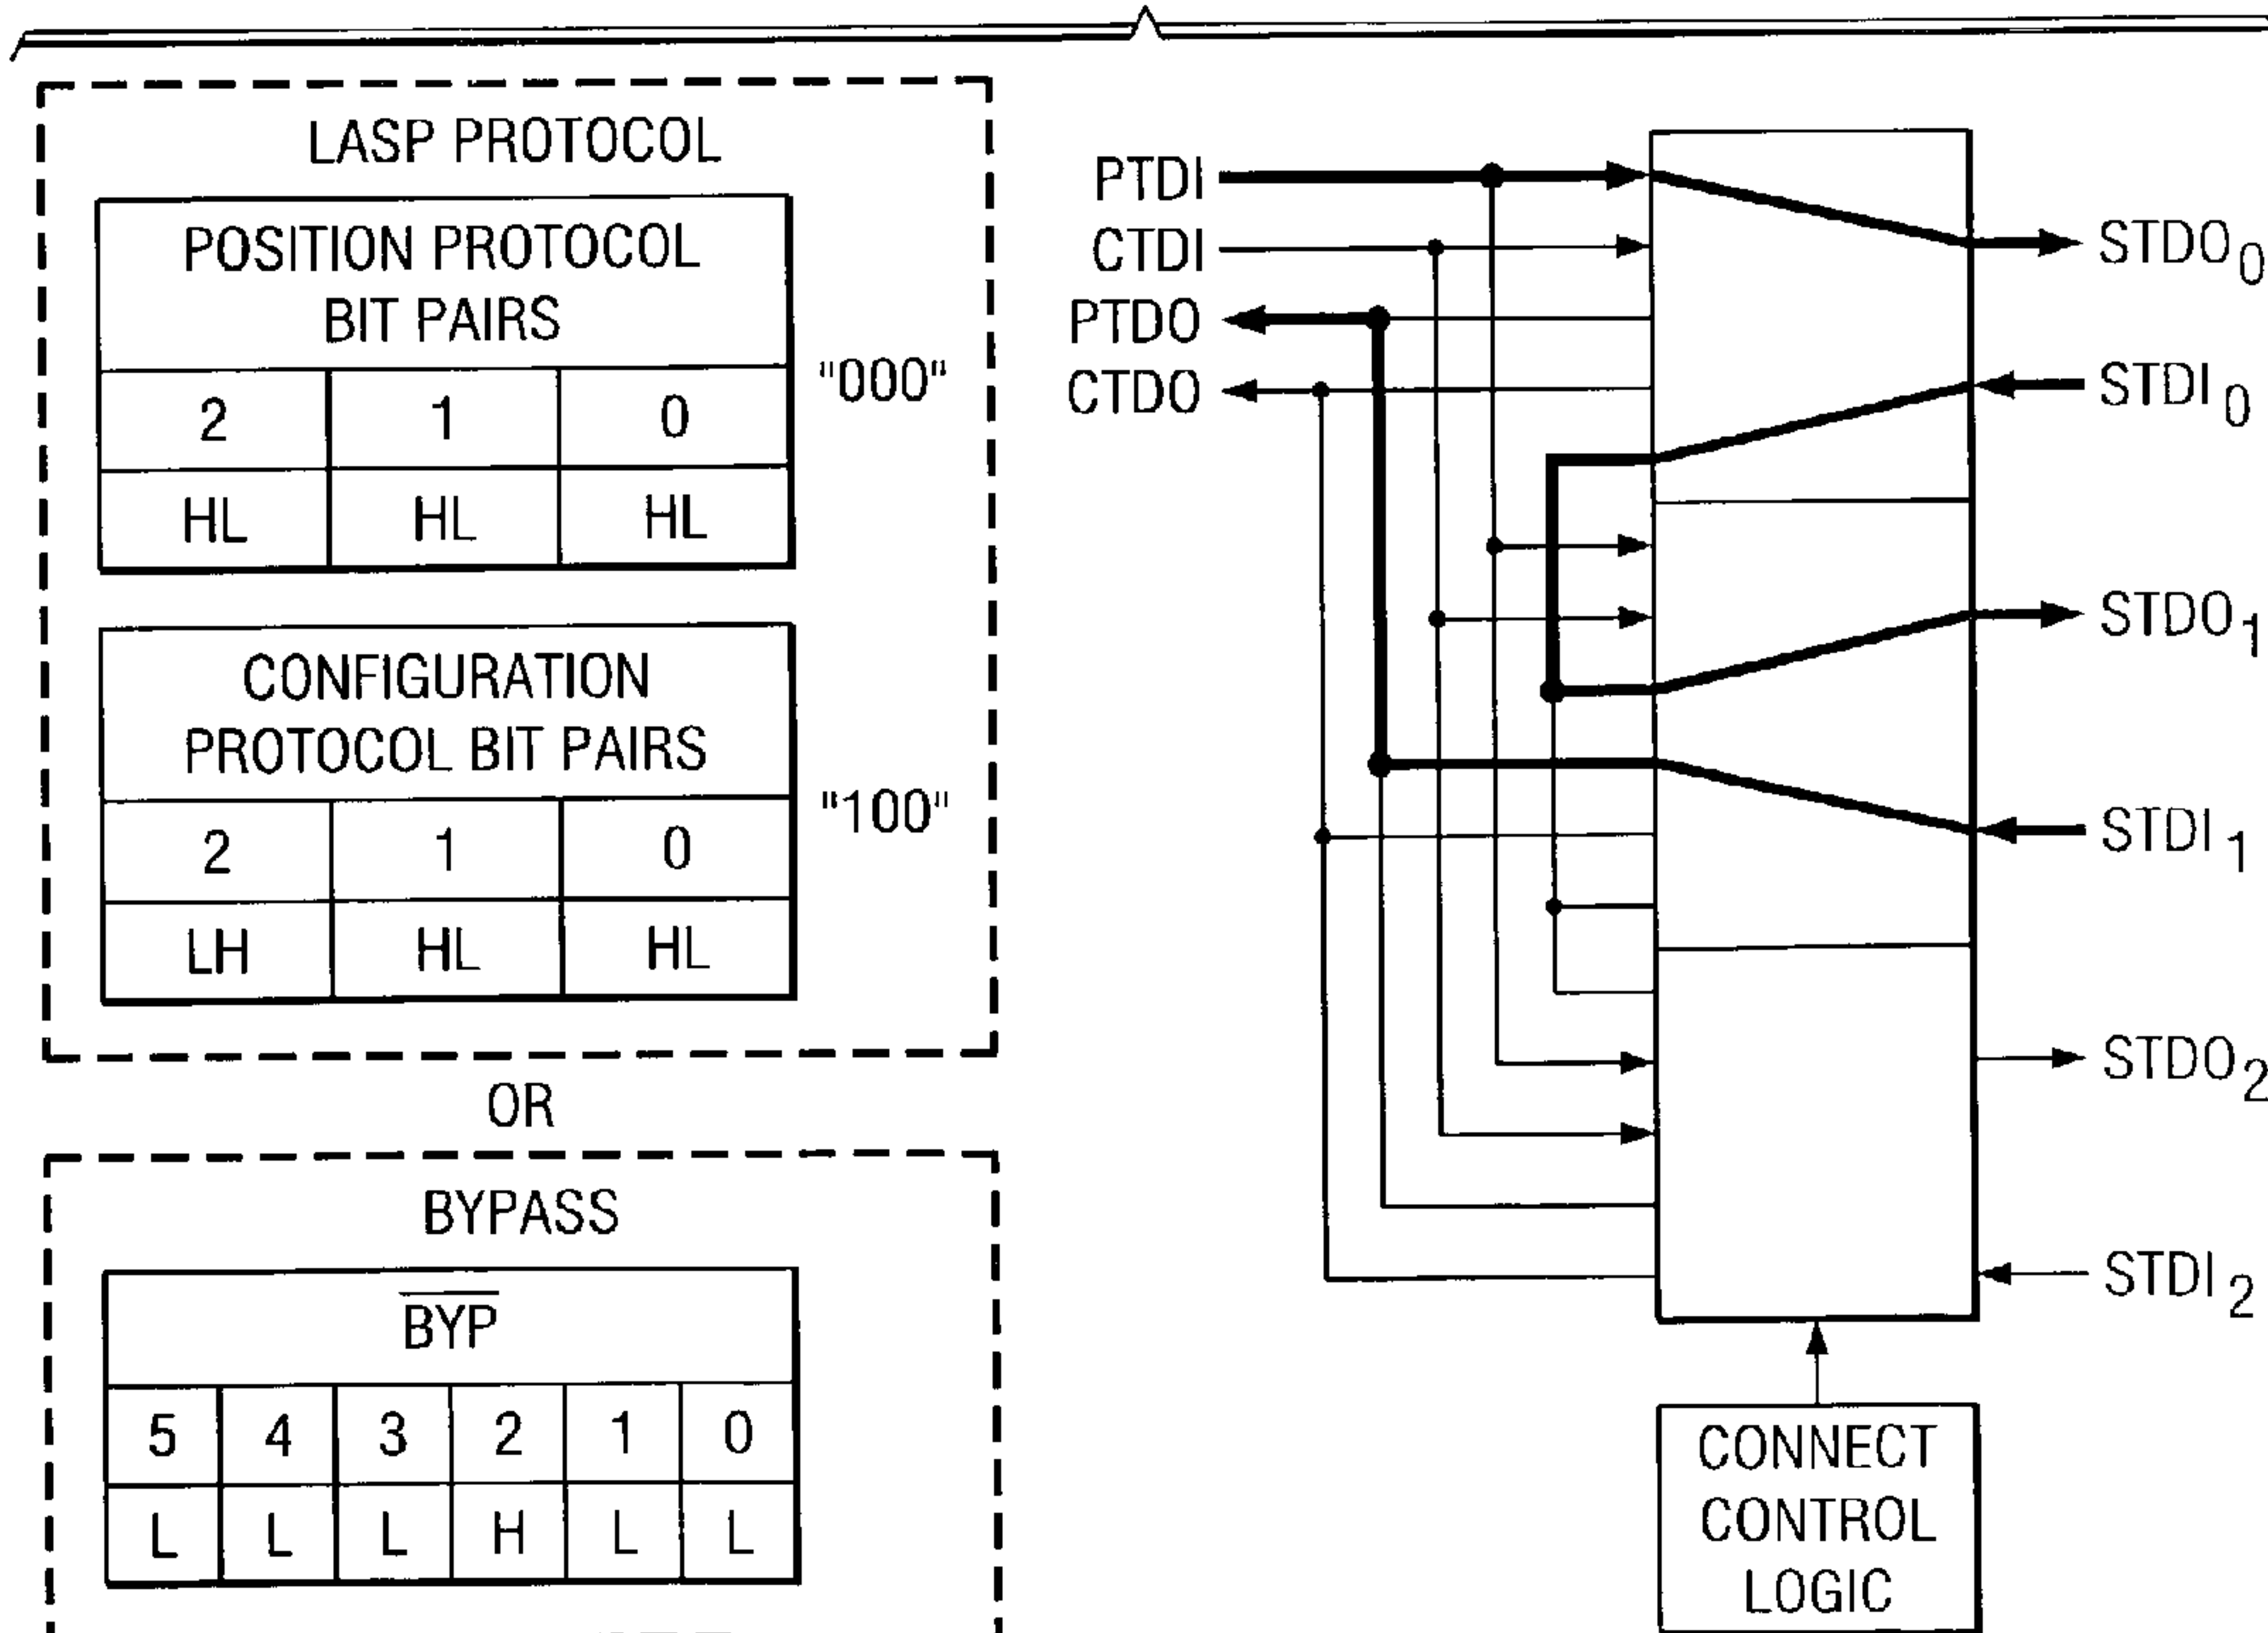 LASP PROTOCOL
POSITION PROTOCOL
BIT PAIRS
2 1 0
HL HL HL
"000"
CONFIGURATION
PROTOCOL BIT PAIRS
2 1 0
LH HL HL
"100"
OR
BYPASS
BYP
5 4 3 2 1 0
L L L H L L
PTDI
CTDI
PTDO
CTDO
STDO0
STDI0
STDO1
STDI1
STDO2
STDI2
CONNECT
CONTROL
LOGIC